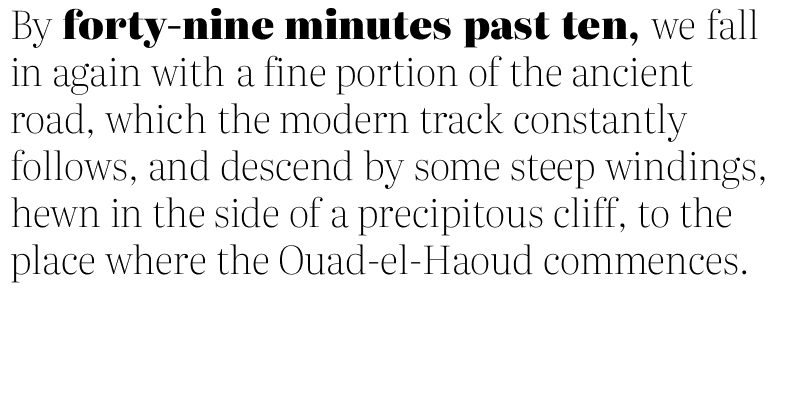 By forty-nine minutes past ten, we fall
in again with a fine portion of the ancient
road, which the modern track constantly
follows, and descend by some steep windings,
hewn in the side of a precipitous cliff, to the
place where the Ouad-el-Haoud commences.